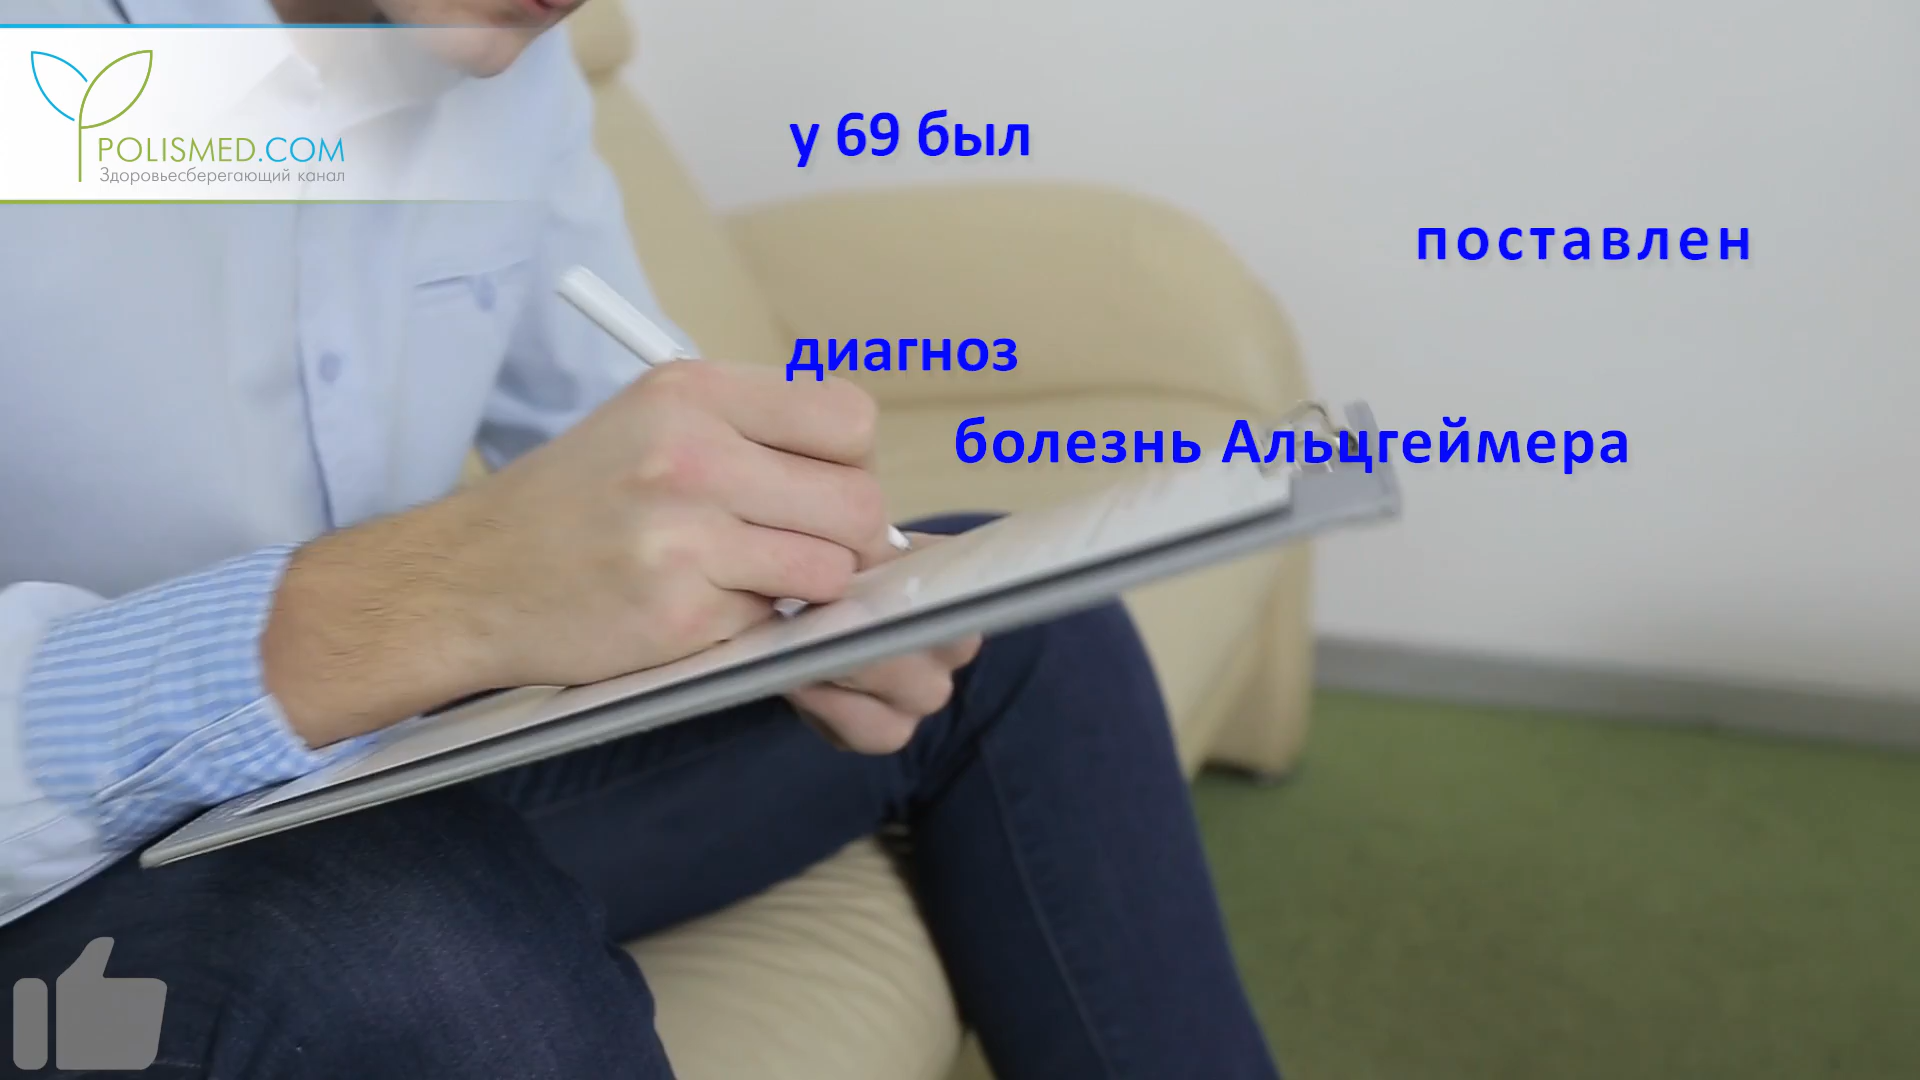 POLISMED.COM
Здоровьесберегающий канал
у 69 был
поставлен
диагноз
болезнь Альцгеймера